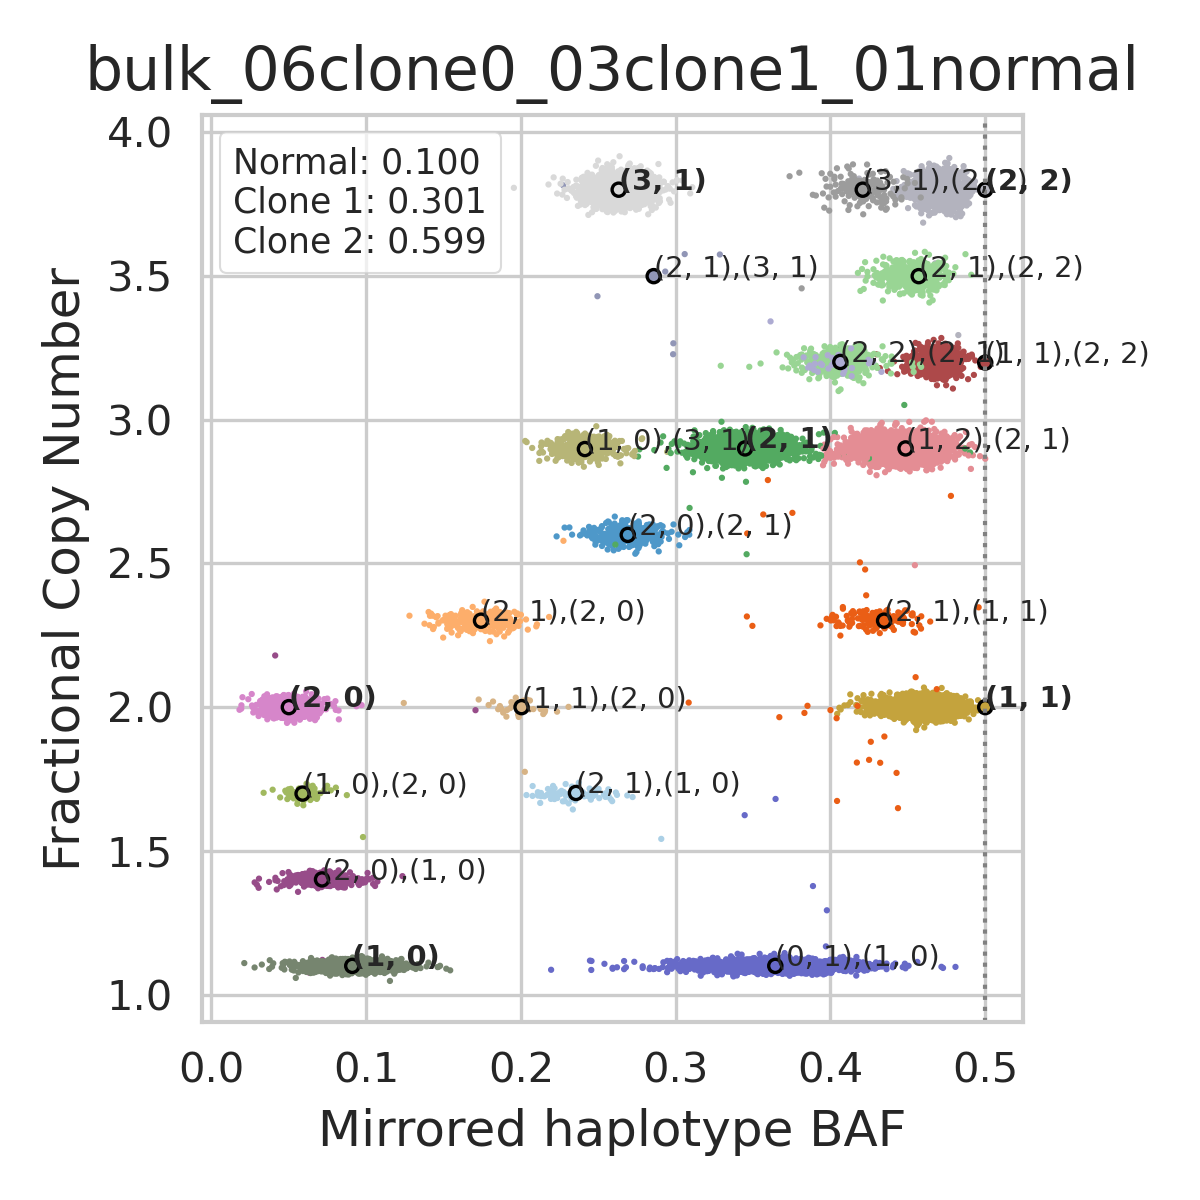 bulk_06clone0_03clone1_01normal
Normal: 0.100
Clone 1: 0.301
Clone 2: 0.599
Fractional Copy Number
4.0
3.5
3.0
2.5
2.0
1.5
1.0
(3, 1)
(3, 1),(2,
(2, 2)
(2, 1),(3, 1)
(2, 1),(2, 2)
(2, 2),(2, 1)
(1, 1),(2, 2)
(1, 0),(3, 1)
(2, 1)
(1, 2),(2, 1)
(2, 0),(2, 1)
(2, 1),(2, 0)
(2, 1),(1, 1)
(2, 0)
(1, 1),(2, 0)
(1, 1)
(1, 0),(2, 0)
(2, 1),(1, 0)
(2, 0),(1, 0)
(1, 0)
(0, 1),(1, 0)
0.0 0.1 0.2 0.3 0.4 0.5
Mirrored haplotype BAF